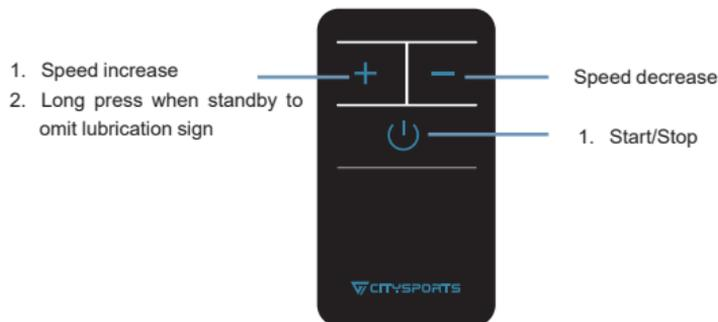 1. Speed increase
2. Long press when standby to
omit lubrication sign
+
−
Speed decrease
1. Start/Stop
CITYSPORTS